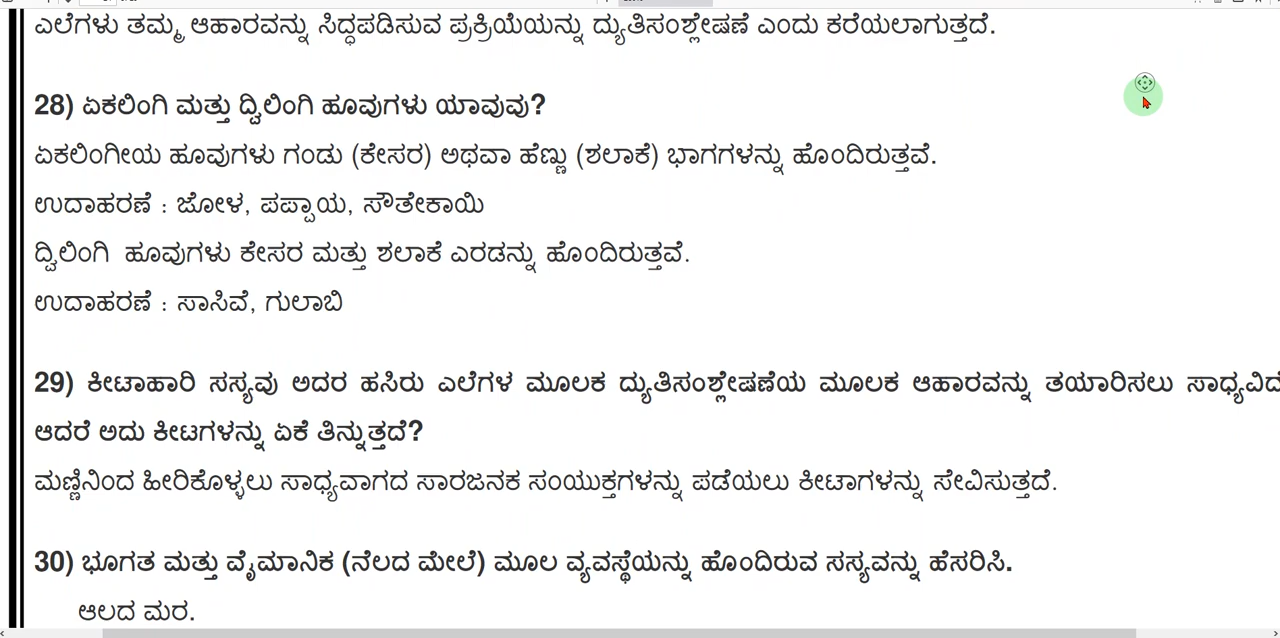 ಎಲೆಗಳು ತಮ್ಮ ಆಹಾರವನ್ನು ಸಿದ್ಧಪಡಿಸುವ ಪ್ರಕ್ರಿಯೆಯನ್ನು ದ್ಯುತಿಸಂಶ್ಲೇಷಣೆ ಎಂದು ಕರೆಯಲಾಗುತ್ತದೆ.
28) ಏಕಲಿಂಗಿ ಮತ್ತು ದ್ವಿಲಿಂಗಿ ಹೂವುಗಳು ಯಾವುವು?
ಏಕಲಿಂಗೀಯ ಹೂವುಗಳು ಗಂಡು (ಕೇಸರ) ಅಥವಾ ಹೆಣ್ಣು (ಶಲಾಕೆ) ಭಾಗಗಳನ್ನು ಹೊಂದಿರುತ್ತವೆ.
ಉದಾಹರಣೆ : ಜೋಳ, ಪಪ್ಪಾಯ, ಸೌತೇಕಾಯಿ
ದ್ವಿಲಿಂಗಿ ಹೂವುಗಳು ಕೇಸರ ಮತ್ತು ಶಲಾಕೆ ಎರಡನ್ನು ಹೊಂದಿರುತ್ತವೆ.
ಉದಾಹರಣೆ : ಸಾಸಿವೆ, ಗುಲಾಬಿ
29) ಕೀಟಾಹಾರಿ ಸಸ್ಯವು ಅದರ ಹಸಿರು ಎಲೆಗಳ ಮೂಲಕ ದ್ಯುತಿಸಂಶ್ಲೇಷಣೆಯ ಮೂಲಕ ಆಹಾರವನ್ನು ತಯಾರಿಸಲು
ಆದರೆ ಅದು ಕೀಟಗಳನ್ನು ಏಕೆ ತಿನ್ನುತ್ತದೆ?
ಮಣ್ಣಿನಿಂದ ಹೀರಿಕೊಳ್ಳಲು ಸಾಧ್ಯವಾಗದ ಸಾರಜನಕ ಸಂಯುಕ್ತಗಳನ್ನು ಪಡೆಯಲು ಕೀಟಾಗಳನ್ನು ಸೇವಿಸುತ್ತದೆ.
30) ಭೂಗತ ಮತ್ತು ವೈಮಾನಿಕ (ನೆಲದ ಮೇಲೆ) ಮೂಲ ವ್ಯವಸ್ಥೆಯನ್ನು ಹೊಂದಿರುವ ಸಸ್ಯವನ್ನು ಹೆಸರಿಸಿ.
ಆಲದ ಮರ.